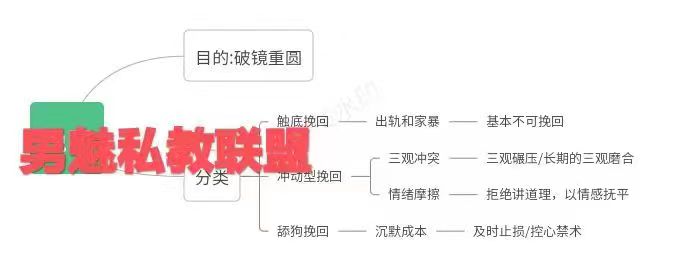 目的:破镜重圆
男魅私教联盟
分类
触底挽回
出轨和家暴
基本不可挽回
冲动型挽回
三观冲突
三观碾压/长期的三观磨合
情绪摩擦
拒绝讲道理，以情感抚平
舔狗挽回
沉默成本
及时止损/控心禁术